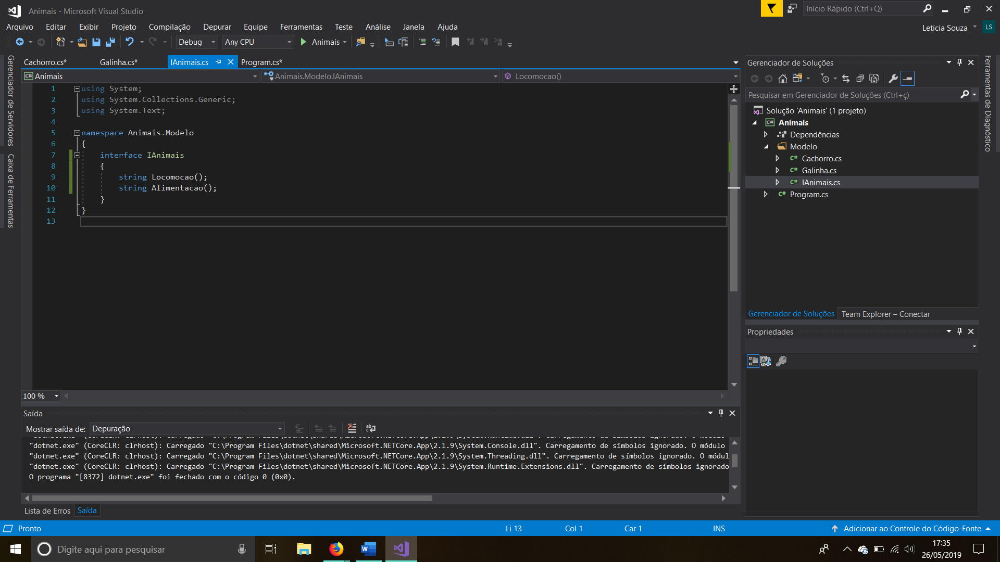 Animais - Microsoft Visual Studio
Início Rápido (Ctrl+Q)
Arquivo Editar Exibir Projeto Compilação Depurar Equipe Ferramentas Teste Análise Janela Ajuda
Leticia Souza LS
Debug Any CPU Animais
Gerenciador de Servidores
Caixa de Ferramentas
Cachorro.cs* Galinha.cs* IAnimais.cs Program.cs*
C# Animais Animais.Modelo.IAnimais Locomocao()
1 using System;
2 using System.Collections.Generic;
3 using System.Text;
4
5 namespace Animais.Modelo
6 {
7 interface IAnimais
8 {
9 string Locomocao();
10 string Alimentacao();
11 }
12 }
13
100 %
Saída
Mostrar saída de: Depuração
"dotnet.exe" (CoreCLR: clrhost): Carregado "C:\Program Files\dotnet\shared\Microsoft.NETCore.App\2.1.9\System.Console.dll". Carregamento de símbolos ignorado. O módulo
"dotnet.exe" (CoreCLR: clrhost): Carregado "C:\Program Files\dotnet\shared\Microsoft.NETCore.App\2.1.9\System.Threading.dll". Carregamento de símbolos ignorado. O módul
"dotnet.exe" (CoreCLR: clrhost): Carregado "C:\Program Files\dotnet\shared\Microsoft.NETCore.App\2.1.9\System.Runtime.Extensions.dll". Carregamento de símbolos ignorado
O programa "[8372] dotnet.exe" foi fechado com o código 0 (0x0).
Lista de Erros Saída
Gerenciador de Soluções
Pesquisar em Gerenciador de Soluções (Ctrl+ç)
Solução 'Animais' (1 projeto)
C# Animais
Dependências
Modelo
C# Cachorro.cs
C# Galinha.cs
C# IAnimais.cs
C# Program.cs
Gerenciador de Soluções Team Explorer – Conectar
Propriedades
Ferramentas de Diagnóstico
Pronto Li 13 Col 1 Car 1 INS Adicionar ao Controle do Código-Fonte
Digite aqui para pesquisar
17:35
26/05/2019